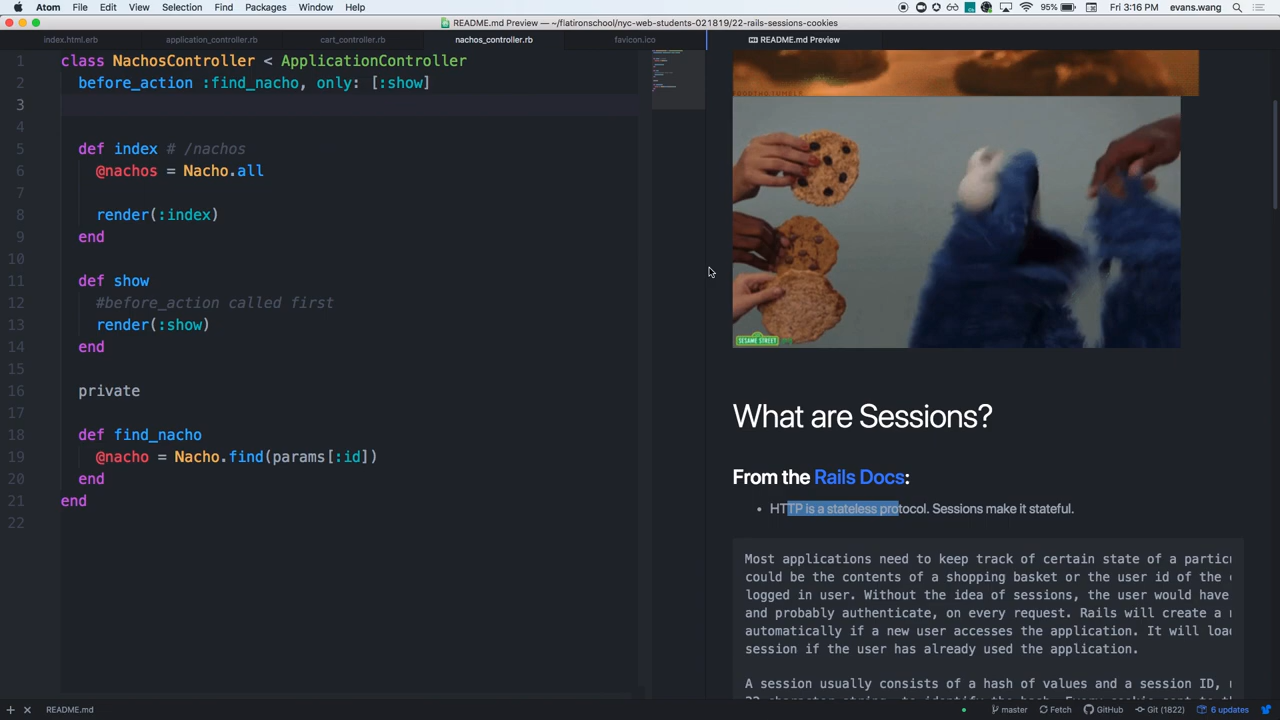 Atom File Edit View Selection Find Packages Window Help 95% Fri 3:16 PM evans.wang
README.md Preview — ~/flatironschool/nyc-web-students-021819/22-rails-sessions-cookies
index.html.erb application_controller.rb cart_controller.rb nachos_controller.rb favicon.ico README.md Preview
1 class NachosController < ApplicationController
2 before_action :find_nacho, only: [:show]
3
4
5 def index # /nachos
6 @nachos = Nacho.all
7
8 render(:index)
9 end
10
11 def show
12 #before_action called first
13 render(:show)
14 end
15
16 private
17
18 def find_nacho
19 @nacho = Nacho.find(params[:id])
20 end
21 end
22
SESAME STREET
What are Sessions?
From the Rails Docs:
• HTTP is a stateless protocol. Sessions make it stateful.
Most applications need to keep track of certain state of a particu
could be the contents of a shopping basket or the user id of the
logged in user. Without the idea of sessions, the user would have
and probably authenticate, on every request. Rails will create a
automatically if a new user accesses the application. It will loa
session if the user has already used the application.
A session usually consists of a hash of values and a session ID,
README.md master Fetch GitHub Git (1822) 6 updates